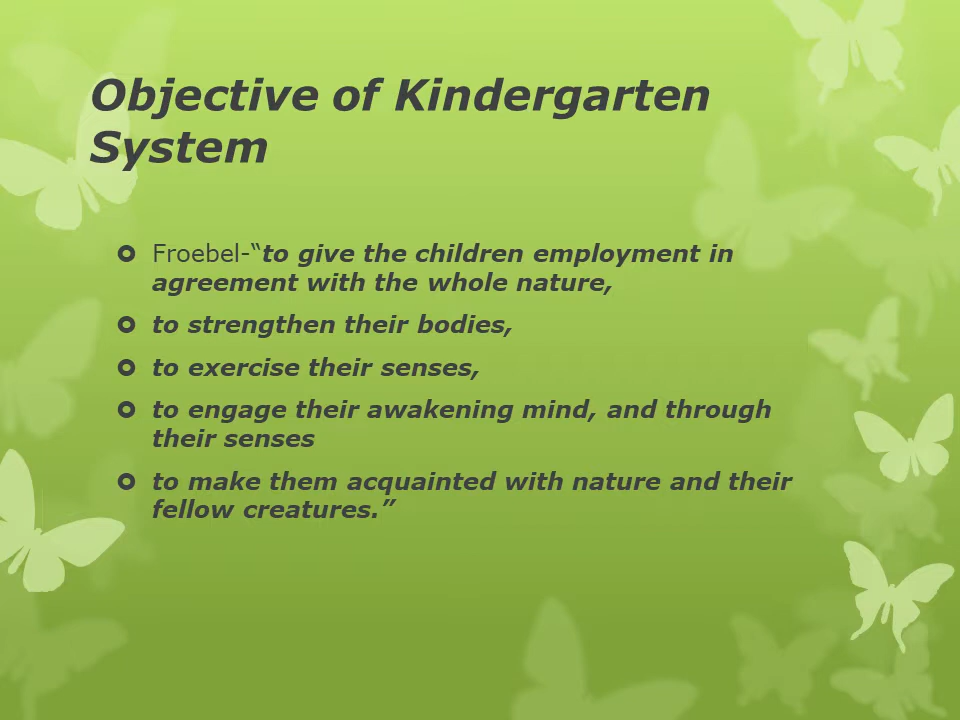 Objective of Kindergarten
System
Froebel-“to give the children employment in
agreement with the whole nature,
to strengthen their bodies,
to exercise their senses,
to engage their awakening mind, and through
their senses
to make them acquainted with nature and their
fellow creatures.”